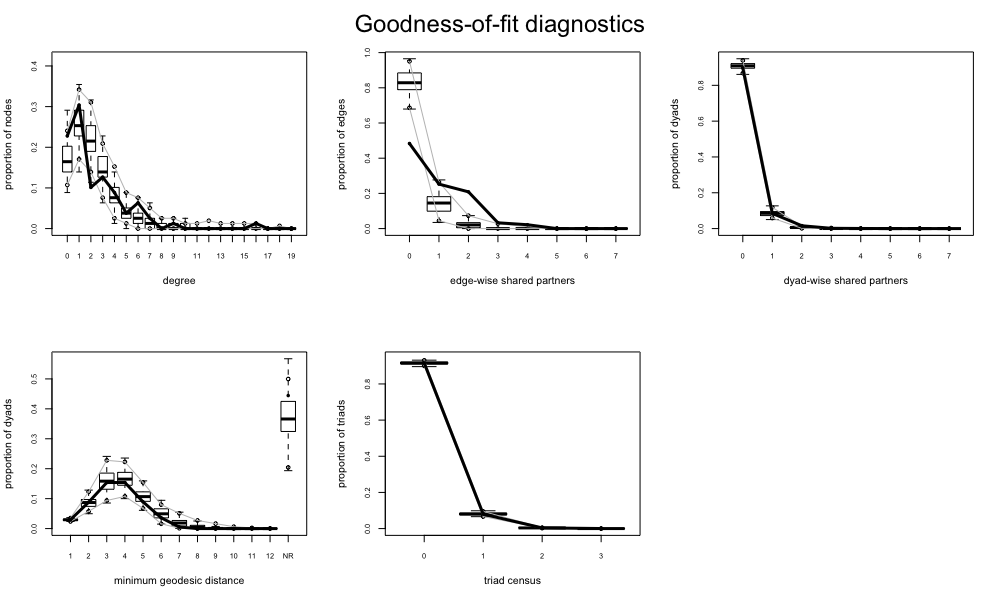 Goodness-of-fit diagnostics
proportion of nodes
0.0 0.1 0.2 0.3 0.4
0 1 2 3 4 5 6 7 8 9 11 13 15 17 19
degree
proportion of edges
0.0 0.2 0.4 0.6 0.8 1.0
0 1 2 3 4 5 6 7
edge-wise shared partners
proportion of dyads
0.0 0.2 0.4 0.6 0.8
0 1 2 3 4 5 6 7
dyad-wise shared partners
proportion of dyads
0.0 0.1 0.2 0.3 0.4 0.5
1 2 3 4 5 6 7 8 9 10 11 12 NR
minimum geodesic distance
proportion of triads
0.0 0.2 0.4 0.6 0.8
0 1 2 3
triad census